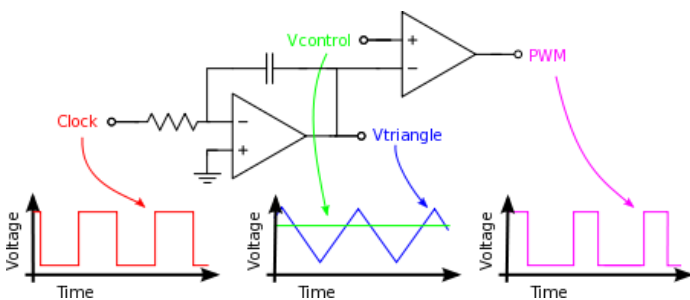 Vcontrol
+
−
PWM
Clock
−
+
Vtriangle
Voltage
Time
Voltage
Time
Voltage
Time